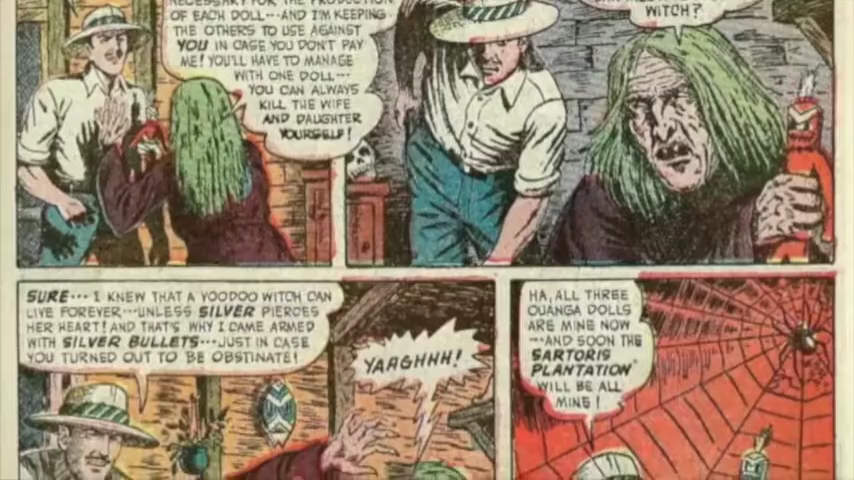 NECESSARY FOR THE PRODUCTION
OF EACH DOLL--AND I'M KEEPING
THE OTHERS TO USE AGAINST
YOU IN CASE YOU DON'T PAY
ME! YOU'LL HAVE TO MANAGE
WITH ONE DOLL--
YOU CAN ALWAYS
KILL THE WIFE
AND DAUGHTER
YOURSELF!
WITCH?
SURE--- I KNEW THAT A VOODOO WITCH CAN
LIVE FOREVER---UNLESS SILVER PIERCES
HER HEART! AND THAT'S WHY I CAME ARMED
WITH SILVER BULLETS---JUST IN CASE
YOU TURNED OUT TO BE OBSTINATE!
YARGHHH!
HA, ALL THREE
OUANGA DOLLS
ARE MINE NOW
---AND SOON THE
SARTORIS
PLANTATION
WILL BE ALL
MINE!